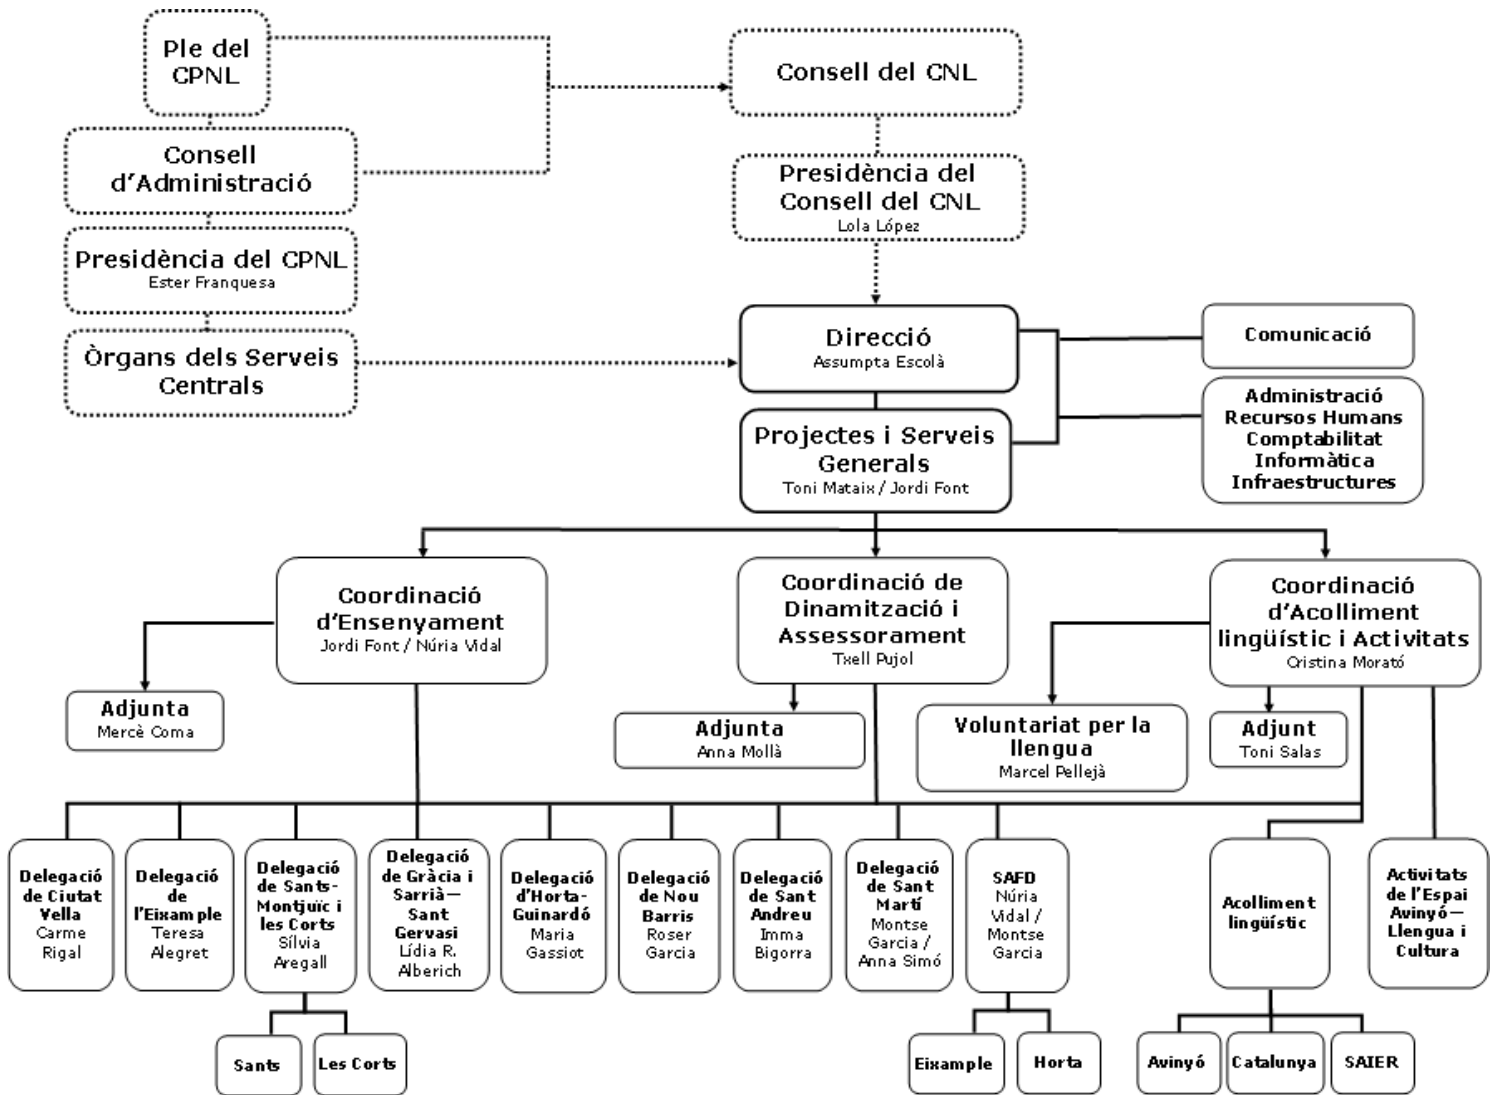 Ple del
CPNL
Consell del CNL
Consell
d'Administració
Presidència del
Consell del CNL
Lola López
Presidència del CPNL
Ester Franquesa
Òrgans dels Serveis
Centrals
Direcció
Assumpta Escolà
Comunicació
Administració
Recursos Humans
Comptabilitat
Informàtica
Infraestructures
Projectes i Serveis
Generals
Toni Mataix / Jordi Font
Coordinació
d'Ensenyament
Jordi Font / Núria Vidal
Coordinació de
Dinamització i
Assessorament
Txell Pujol
Coordinació
d'Acolliment
lingüístic i Activitats
Cristina Morató
Adjunta
Mercè Coma
Adjunta
Anna Mollà
Voluntariat per la
llengua
Marcel Pellejà
Adjunt
Toni Salas
Delegació
de Ciutat
Vella
Carme
Rigal
Delegació
de
l'Eixample
Teresa
Alegret
Delegació
de Sants-
Montjuïc i
les Corts
Sílvia
Aregall
Delegació
de Gràcia i
Sarrià—
Sant
Gervasi
Lídia R.
Alberich
Delegació
d'Horta-
Guinardó
Maria
Gassiot
Delegació
de Nou
Barris
Roser
Garcia
Delegació
de Sant
Andreu
Imma
Bigorra
Delegació
de Sant
Martí
Montse
Garcia /
Anna Simó
SAFD
Núria
Vidal /
Montse
Garcia
Acolliment
lingüístic
Activitats
de l'Espai
Avinyó—
Llengua i
Cultura
Sants
Les Corts
Eixample
Horta
Avinyó
Catalunya
SAIER